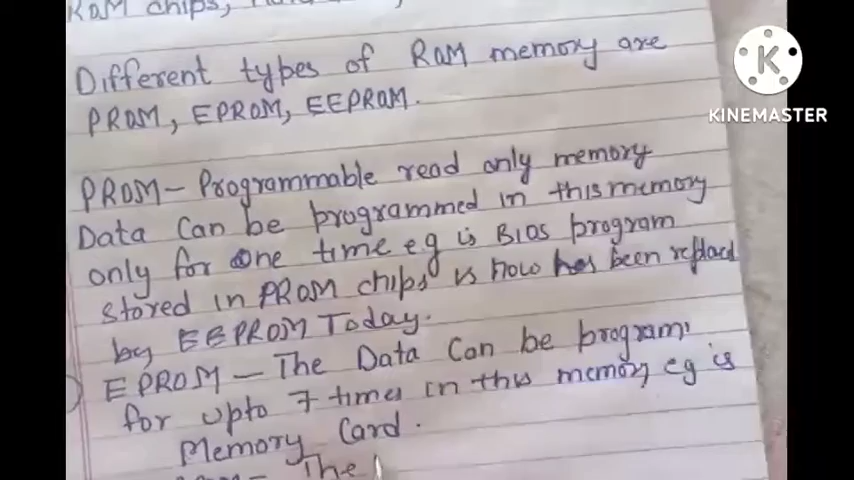 RoM chips,
Different types of RoM memory are
PROM, EPROM, EEPROM.
PROM- Programmable read only memory
Data Can be programmed in this memory
only for one time eg is BIOS program
stored in PROM chips is now has been replaced
by EEPROM Today.
EPROM - The Data Can be program
for upto 7 times in this memory eg is
Memory Card.
The
K
KINEMASTER